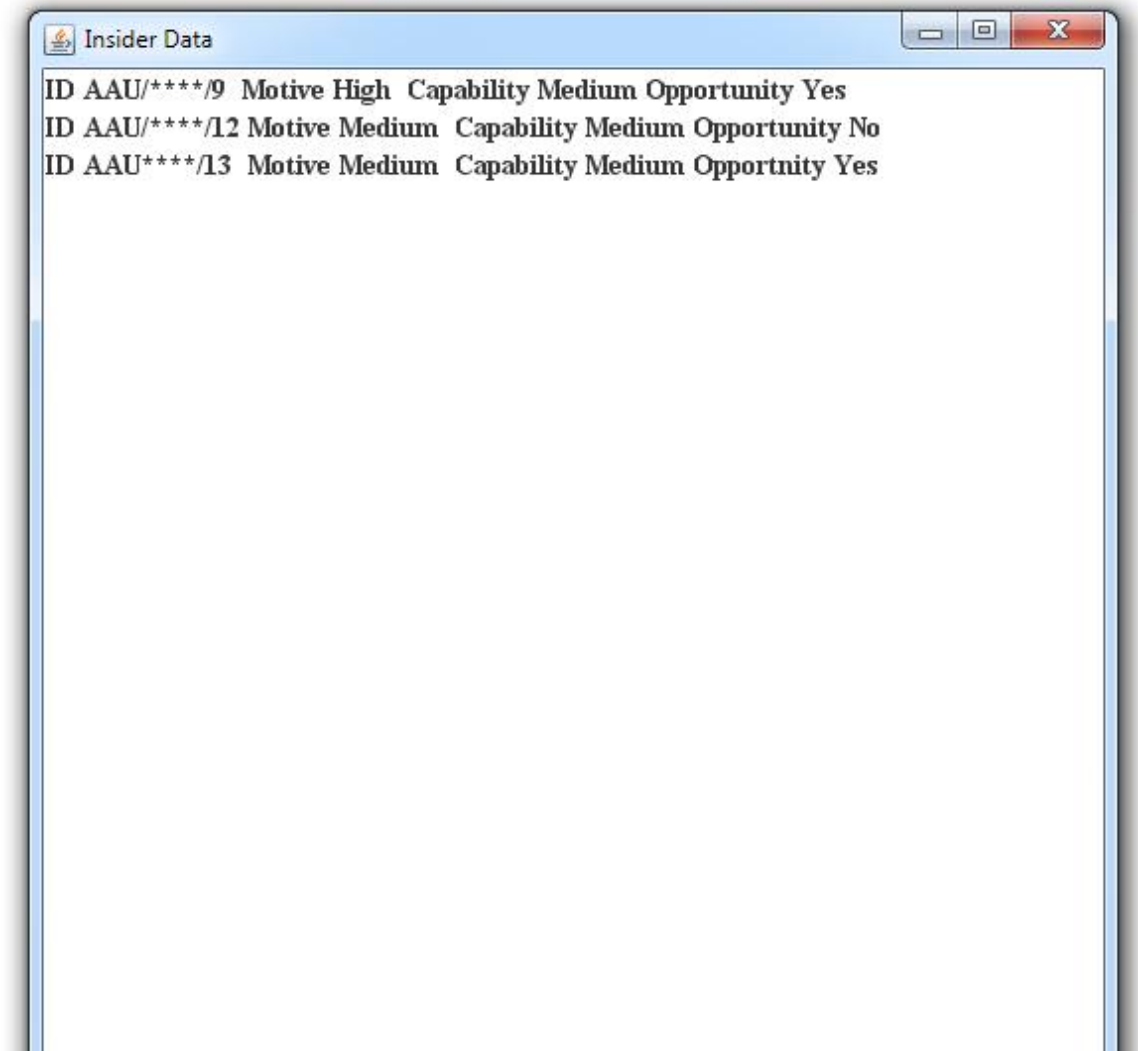 Insider Data
ID AAU/****/9  Motive High  Capability Medium Opportunity Yes
ID AAU/****/12 Motive Medium  Capability Medium Opportunity No
ID AAU****/13  Motive Medium  Capability Medium Opportnity Yes